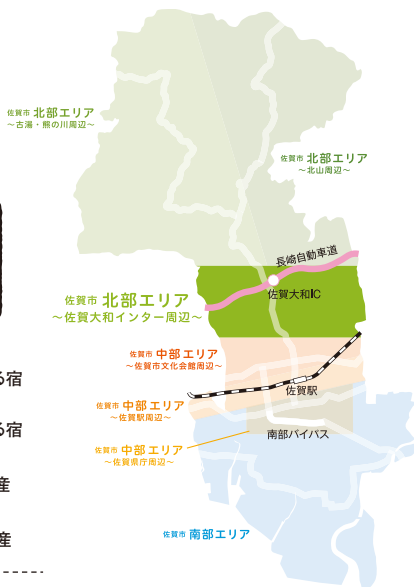 佐賀市 北部エリア
〜古湯・熊の川周辺〜
佐賀市 北部エリア
〜北山周辺〜
長崎自動車道
佐賀大和IC
佐賀市 北部エリア
〜佐賀大和インター周辺〜
佐賀市 中部エリア
〜佐賀市文化会館周辺〜
る宿
佐賀駅
佐賀市 中部エリア
〜佐賀駅周辺〜
る宿
南部バイパス
佐賀市 中部エリア
〜佐賀県庁周辺〜
産
佐賀市 南部エリア
産